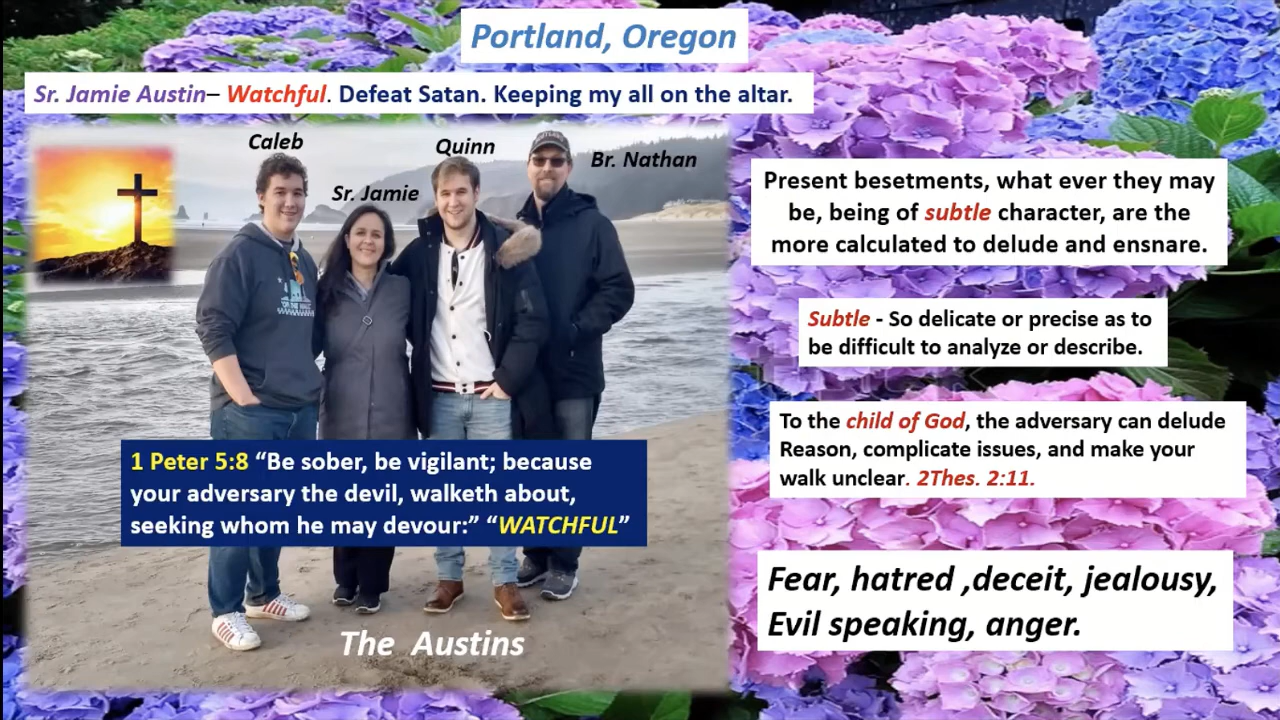 Portland, Oregon
Sr. Jamie Austin– Watchful. Defeat Satan. Keeping my all on the altar.
Caleb
Quinn
Br. Nathan
Sr. Jamie
1 Peter 5:8 “Be sober, be vigilant; because
your adversary the devil, walketh about,
seeking whom he may devour:” “WATCHFUL”
The Austins
Present besetments, what ever they may
be, being of subtle character, are the
more calculated to delude and ensnare.
Subtle - So delicate or precise as to
be difficult to analyze or describe.
To the child of God, the adversary can delude
Reason, complicate issues, and make your
walk unclear. 2Thes. 2:11.
Fear, hatred ,deceit, jealousy,
Evil speaking, anger.